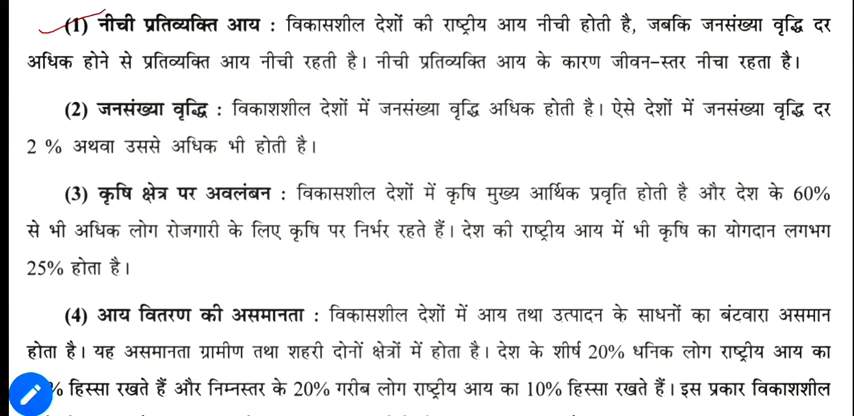 (1) नीची प्रतिव्यक्ति आय : विकासशील देशों की राष्ट्रीय आय नीची होती है, जबकि जनसंख्या वृद्धि दर
अधिक होने से प्रतिव्यक्ति आय नीची रहती है। नीची प्रतिव्यक्ति आय के कारण जीवन-स्तर नीचा रहता है।
(2) जनसंख्या वृद्धि : विकाशशील देशों में जनसंख्या वृद्धि अधिक होती है। ऐसे देशों में जनसंख्या वृद्धि दर
2 % अथवा उससे अधिक भी होती है।
(3) कृषि क्षेत्र पर अवलंबन : विकासशील देशों में कृषि मुख्य आर्थिक प्रवृति होती है और देश के 60%
से भी अधिक लोग रोजगारी के लिए कृषि पर निर्भर रहते हैं। देश की राष्ट्रीय आय में भी कृषि का योगदान लगभग
25% होता है।
(4) आय वितरण की असमानता : विकासशील देशों में आय तथा उत्पादन के साधनों का बंटवारा असमान
होता है। यह असमानता ग्रामीण तथा शहरी दोनों क्षेत्रों में होता है। देश के शीर्ष 20% धनिक लोग राष्ट्रीय आय का
% हिस्सा रखते हैं और निम्नस्तर के 20% गरीब लोग राष्ट्रीय आय का 10% हिस्सा रखते हैं। इस प्रकार विकाशशील